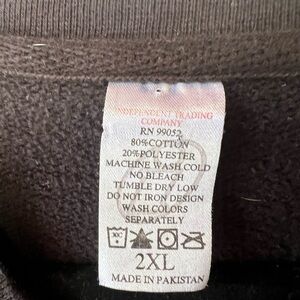 INDEPENDENT TRADING
COMPANY
RN 99052
80%COTTON
20%POLYESTER
MACHINE WASH COLD
NO BLEACH
TUMBLE DRY LOW
DO NOT IRON DESIGN
WASH COLORS
SEPARATELY
30C
2XL
MADE IN PAKISTAN